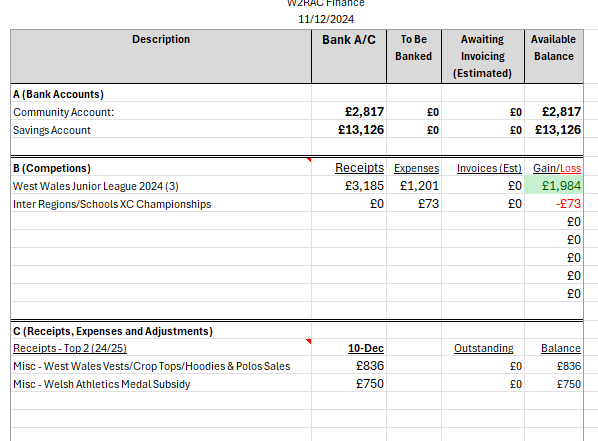 W2RAC Finance
11/12/2024
Description Bank A/C To Be Banked Awaiting Invoicing (Estimated) Available Balance
A (Bank Accounts)
Community Account: £2,817 £0 £0 £2,817
Savings Account £13,126 £0 £0 £13,126
B (Competions) Receipts Expenses Invoices (Est) Gain/Loss
West Wales Junior League 2024 (3) £3,185 £1,201 £0 £1,984
Inter Regions/Schools XC Championships £0 £73 £0 -£73
£0
£0
£0
£0
£0
C (Receipts, Expenses and Adjustments)
Receipts - Top 2 (24/25) 10-Dec Outstanding Balance
Misc - West Wales Vests/Crop Tops/Hoodies & Polos Sales £836 £0 £836
Misc - Welsh Athletics Medal Subsidy £750 £0 £750